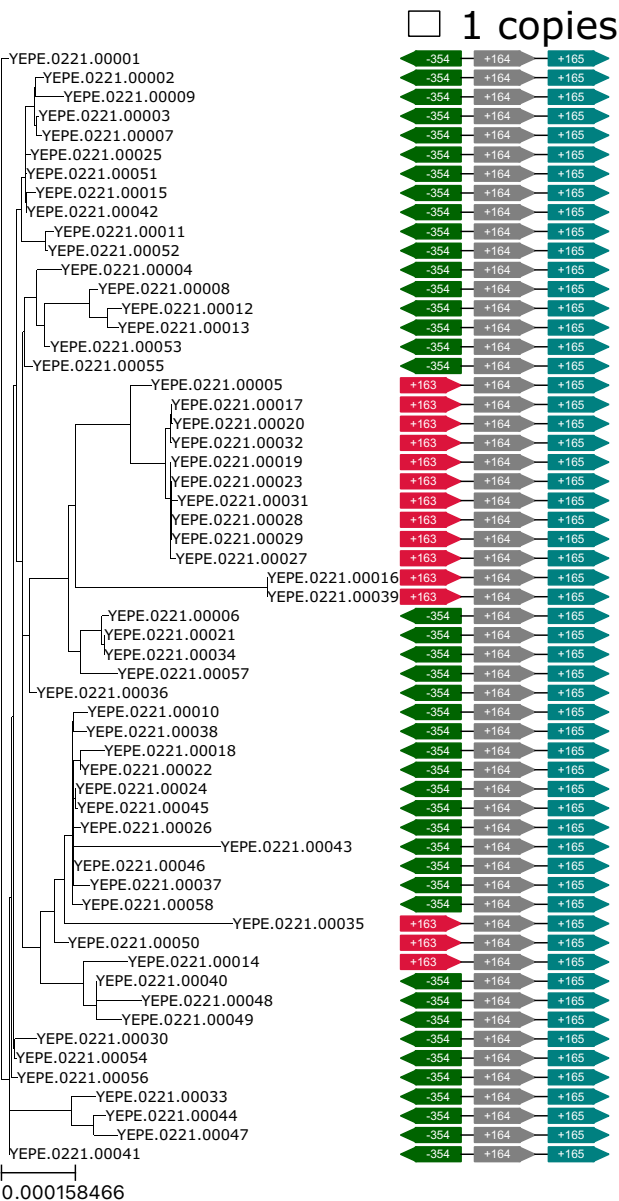 1 copies
YEPE.0221.00001 -354 +164 +165
YEPE.0221.00002 -354 +164 +165
YEPE.0221.00009 -354 +164 +165
YEPE.0221.00003 -354 +164 +165
YEPE.0221.00007 -354 +164 +165
YEPE.0221.00025 -354 +164 +165
YEPE.0221.00051 -354 +164 +165
YEPE.0221.00015 -354 +164 +165
YEPE.0221.00042 -354 +164 +165
YEPE.0221.00011 -354 +164 +165
YEPE.0221.00052 -354 +164 +165
YEPE.0221.00004 -354 +164 +165
YEPE.0221.00008 -354 +164 +165
YEPE.0221.00012 -354 +164 +165
YEPE.0221.00013 -354 +164 +165
YEPE.0221.00053 -354 +164 +165
YEPE.0221.00055 -354 +164 +165
YEPE.0221.00005 +163 +164 +165
YEPE.0221.00017 +163 +164 +165
YEPE.0221.00020 +163 +164 +165
YEPE.0221.00032 +163 +164 +165
YEPE.0221.00019 +163 +164 +165
YEPE.0221.00023 +163 +164 +165
YEPE.0221.00031 +163 +164 +165
YEPE.0221.00028 +163 +164 +165
YEPE.0221.00029 +163 +164 +165
YEPE.0221.00027 +163 +164 +165
YEPE.0221.00016 +163 +164 +165
YEPE.0221.00039 +163 +164 +165
YEPE.0221.00006 -354 +164 +165
YEPE.0221.00021 -354 +164 +165
YEPE.0221.00034 -354 +164 +165
YEPE.0221.00057 -354 +164 +165
YEPE.0221.00036 -354 +164 +165
YEPE.0221.00010 -354 +164 +165
YEPE.0221.00038 -354 +164 +165
YEPE.0221.00018 -354 +164 +165
YEPE.0221.00022 -354 +164 +165
YEPE.0221.00024 -354 +164 +165
YEPE.0221.00045 -354 +164 +165
YEPE.0221.00026 -354 +164 +165
YEPE.0221.00043 -354 +164 +165
YEPE.0221.00046 -354 +164 +165
YEPE.0221.00037 -354 +164 +165
YEPE.0221.00058 -354 +164 +165
YEPE.0221.00035 +163 +164 +165
YEPE.0221.00050 +163 +164 +165
YEPE.0221.00014 +163 +164 +165
YEPE.0221.00040 -354 +164 +165
YEPE.0221.00048 -354 +164 +165
YEPE.0221.00049 -354 +164 +165
YEPE.0221.00030 -354 +164 +165
YEPE.0221.00054 -354 +164 +165
YEPE.0221.00056 -354 +164 +165
YEPE.0221.00033 -354 +164 +165
YEPE.0221.00044 -354 +164 +165
YEPE.0221.00047 -354 +164 +165
YEPE.0221.00041 -354 +164 +165
0.000158466